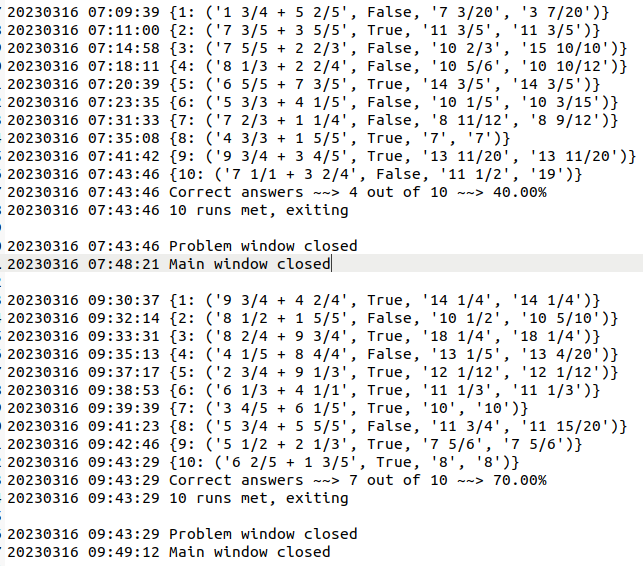 20230316 07:09:39 {1: ('1 3/4 + 5 2/5', False, '7 3/20', '3 7/20')}
20230316 07:11:00 {2: ('7 3/5 + 3 5/5', True, '11 3/5', '11 3/5')}
20230316 07:14:58 {3: ('7 5/5 + 2 2/3', False, '10 2/3', '15 10/10')}
20230316 07:18:11 {4: ('8 1/3 + 2 2/4', False, '10 5/6', '10 10/12')}
20230316 07:20:39 {5: ('6 5/5 + 7 3/5', True, '14 3/5', '14 3/5')}
20230316 07:23:35 {6: ('5 3/3 + 4 1/5', False, '10 1/5', '10 3/15')}
20230316 07:31:33 {7: ('7 2/3 + 1 1/4', False, '8 11/12', '8 9/12')}
20230316 07:35:08 {8: ('4 3/3 + 1 5/5', True, '7', '7')}
20230316 07:41:42 {9: ('9 3/4 + 3 4/5', True, '13 11/20', '13 11/20')}
20230316 07:43:46 {10: ('7 1/1 + 3 2/4', False, '11 1/2', '19')}
20230316 07:43:46 Correct answers ~~> 4 out of 10 ~~> 40.00%
20230316 07:43:46 10 runs met, exiting
20230316 07:43:46 Problem window closed
20230316 07:48:21 Main window closed
20230316 09:30:37 {1: ('9 3/4 + 4 2/4', True, '14 1/4', '14 1/4')}
20230316 09:32:14 {2: ('8 1/2 + 1 5/5', False, '10 1/2', '10 5/10')}
20230316 09:33:31 {3: ('8 2/4 + 9 3/4', True, '18 1/4', '18 1/4')}
20230316 09:35:13 {4: ('4 1/5 + 8 4/4', False, '13 1/5', '13 4/20')}
20230316 09:37:17 {5: ('2 3/4 + 9 1/3', True, '12 1/12', '12 1/12')}
20230316 09:38:53 {6: ('6 1/3 + 4 1/1', True, '11 1/3', '11 1/3')}
20230316 09:39:39 {7: ('3 4/5 + 6 1/5', True, '10', '10')}
20230316 09:41:23 {8: ('5 3/4 + 5 5/5', False, '11 3/4', '11 15/20')}
20230316 09:42:46 {9: ('5 1/2 + 2 1/3', True, '7 5/6', '7 5/6')}
20230316 09:43:29 {10: ('6 2/5 + 1 3/5', True, '8', '8')}
20230316 09:43:29 Correct answers ~~> 7 out of 10 ~~> 70.00%
20230316 09:43:29 10 runs met, exiting
20230316 09:43:29 Problem window closed
20230316 09:49:12 Main window closed